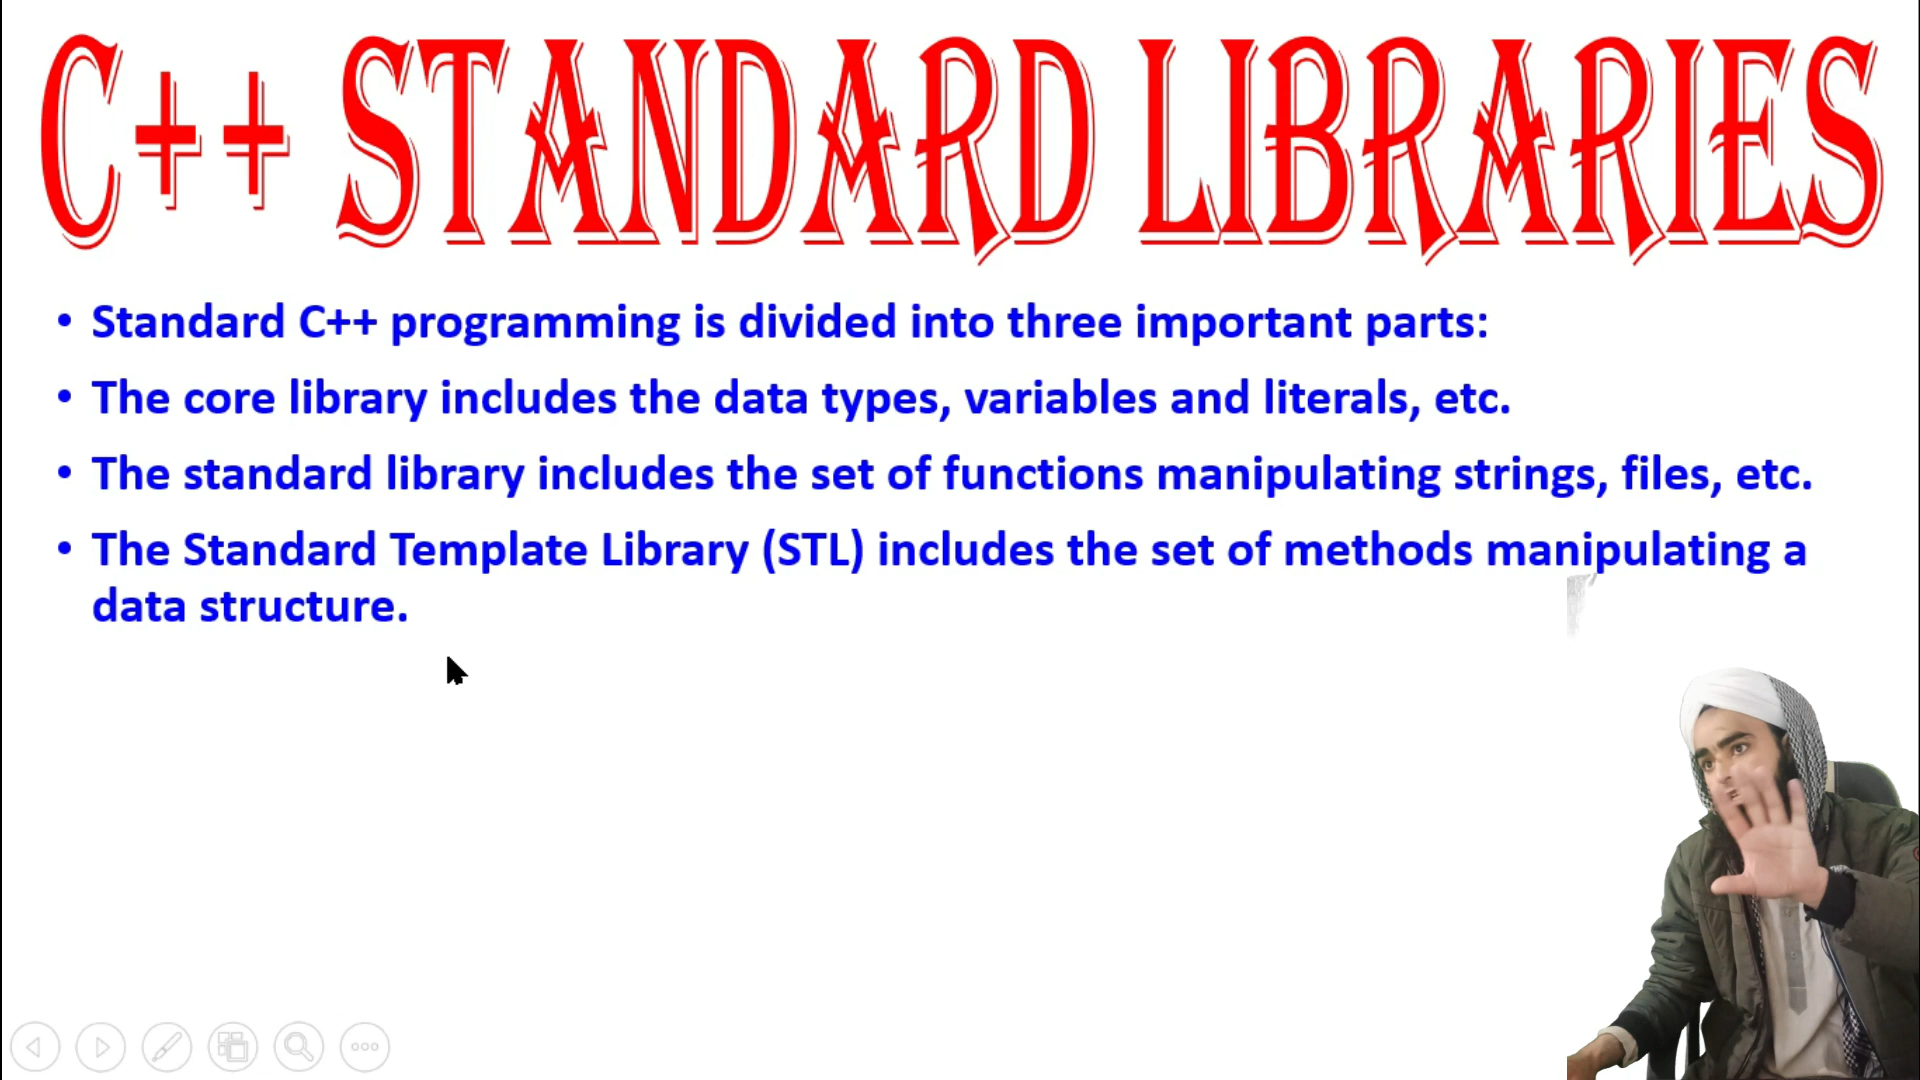 C++ STANDARD LIBRARIES
• Standard C++ programming is divided into three important parts:
• The core library includes the data types, variables and literals, etc.
• The standard library includes the set of functions manipulating strings, files, etc.
• The Standard Template Library (STL) includes the set of methods manipulating a
data structure.